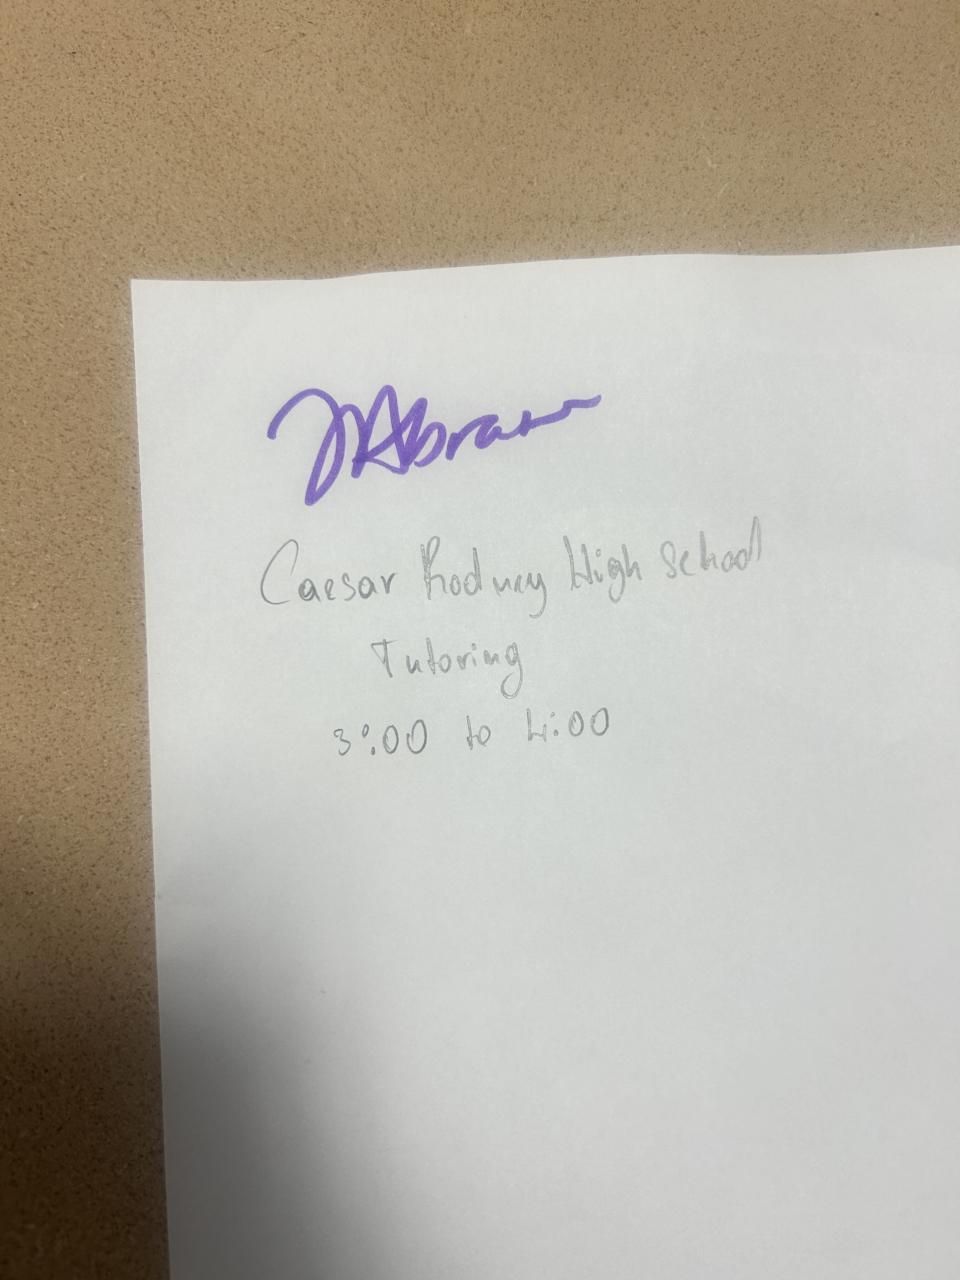 Caesar Rodney High School
Tutoring
3:00 to 4:00